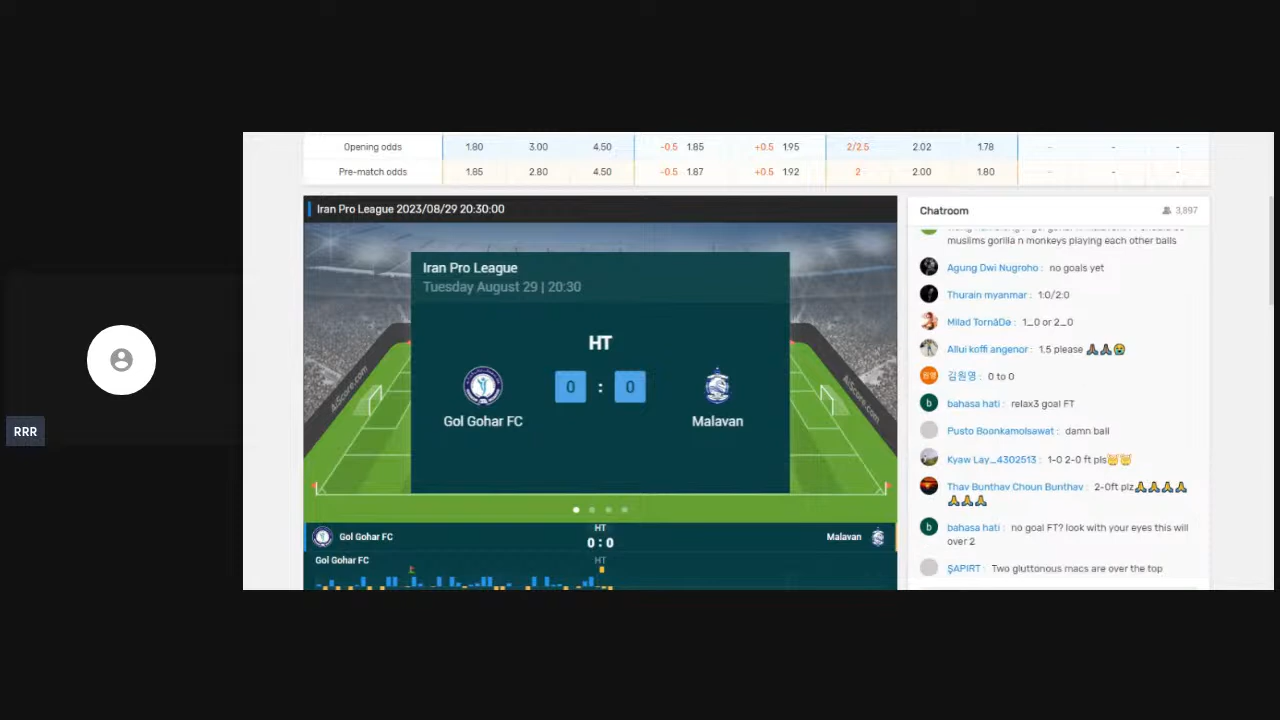 Opening odds 1.80 3.00 4.50 -0.5 1.85 +0.5 1.95 2/2.5 2.02 1.78 - - -
Pre-match odds 1.85 2.80 4.50 -0.5 1.87 +0.5 1.92 2 2.00 1.80 - - -
Iran Pro League 2023/08/29 20:30:00
Iran Pro League
Tuesday August 29 | 20:30
HT
0 : 0
Gol Gohar FC
Malavan
AiScore.com
AiScore.com
HT
Gol Gohar FC 0 : 0 Malavan
Gol Gohar FC HT
Chatroom 3,897
muslims gorilla n monkeys playing each other balls
Agung Dwi Nugroho : no goals yet
Thurain myanmar : 1:0/2:0
Milad TornāDɘ : 1_0 or 2_0
Allui koffi angenor : 1.5 please 🙏🙏😭
김원영 : 0 to 0
b bahasa hati : relax3 goal FT
Pusto Boonkamolsawat : damn ball
Kyaw Lay_4302513 : 1-0 2-0 ft pls
Thav Bunthav Choun Bunthav : 2-0ft plz🙏🙏🙏🙏
🙏🙏🙏
b bahasa hati : no goal FT? look with your eyes this will
over 2
ŞAPIRT : Two gluttonous macs are over the top
RRR